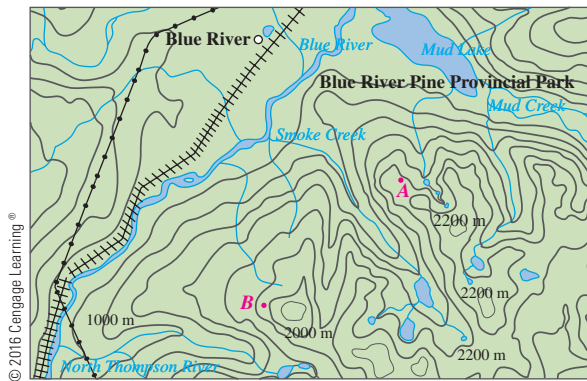 Blue River
Blue River
Mud Lake
Blue River Pine Provincial Park
Mud Creek
Smoke Creek
A
2200 m
2200 m
B
1000 m
2000 m
2200 m
North Thompson River
© 2016 Cengage Learning ®